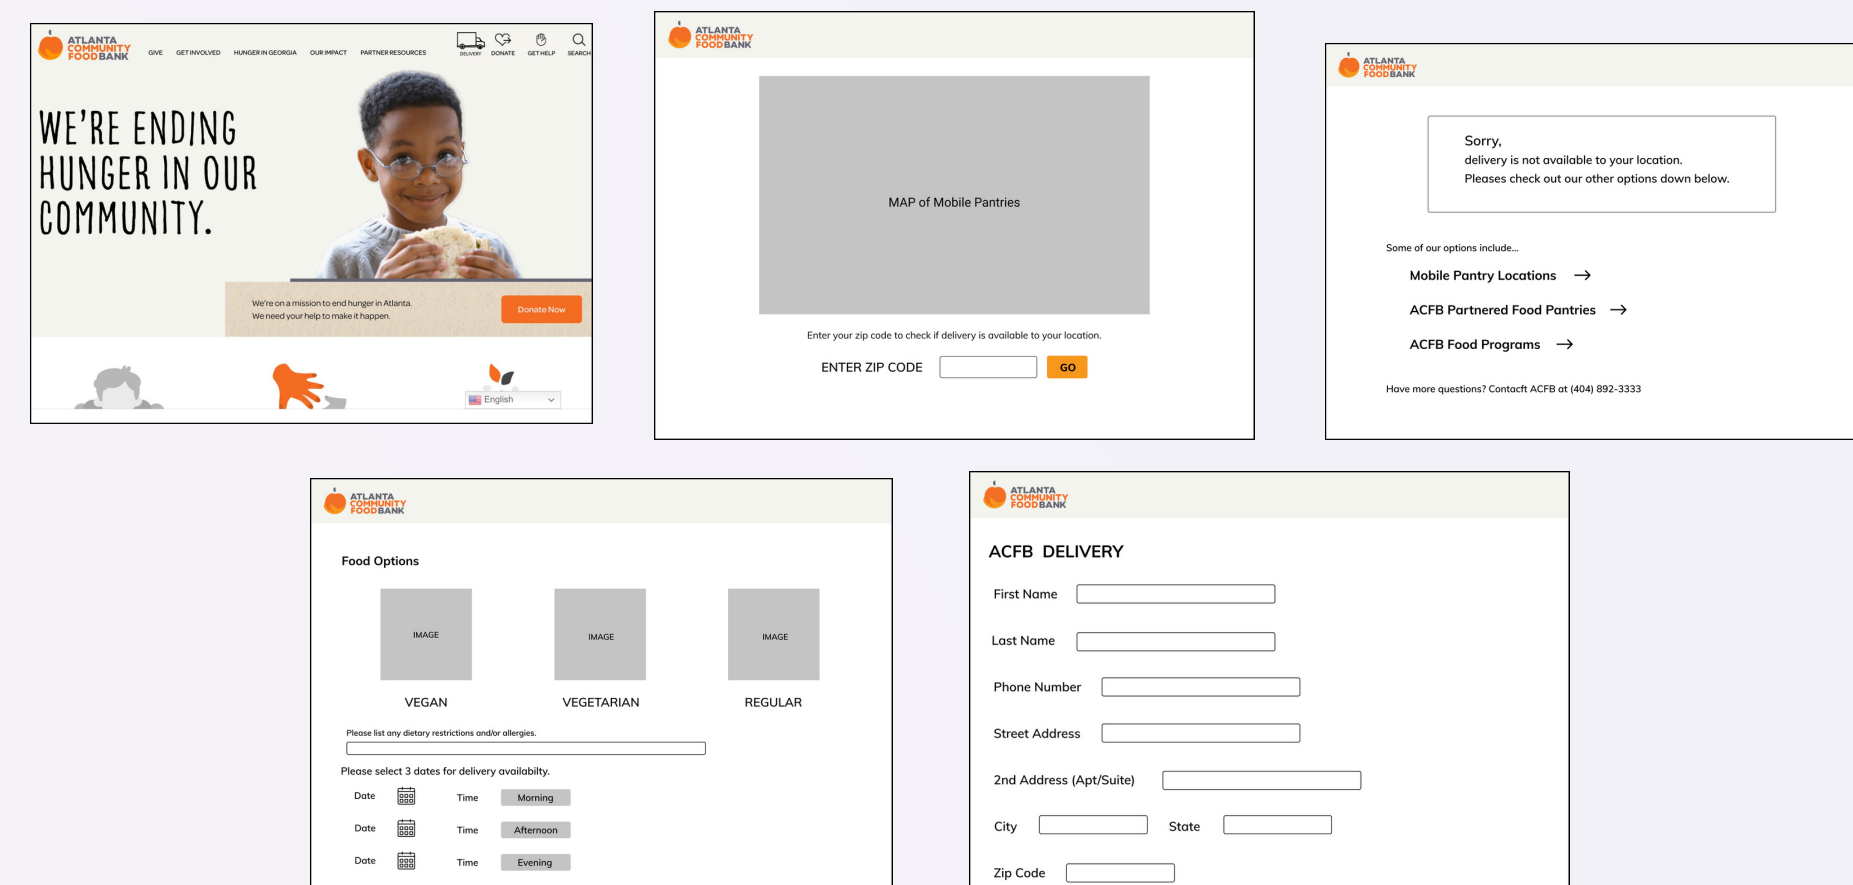 ATLANTA
COMMUNITY
FOOD BANK
GIVE GET INVOLVED HUNGER IN GEORGIA OUR IMPACT PARTNER RESOURCES DELIVERY DONATE GET HELP SEARCH
WE'RE ENDING
HUNGER IN OUR
COMMUNITY.
We're on a mission to end hunger in Atlanta.
We need your help to make it happen.
Donate Now
English
ATLANTA
COMMUNITY
FOOD BANK
MAP of Mobile Pantries
Enter your zip code to check if delivery is available to your location.
ENTER ZIP CODE GO
ATLANTA
COMMUNITY
FOOD BANK
Sorry,
delivery is not available to your location.
Pleases check out our other options down below.
Some of our options include...
Mobile Pantry Locations →
ACFB Partnered Food Pantries →
ACFB Food Programs →
Have more questions? Contacft ACFB at (404) 892-3333
ATLANTA
COMMUNITY
FOOD BANK
Food Options
IMAGE IMAGE IMAGE
VEGAN VEGETARIAN REGULAR
Please list any dietary restrictions and/or allergies.
Please select 3 dates for delivery availabilty.
Date Time Morning
Date Time Afternoon
Date Time Evening
ATLANTA
COMMUNITY
FOOD BANK
ACFB DELIVERY
First Name
Last Name
Phone Number
Street Address
2nd Address (Apt/Suite)
City State
Zip Code